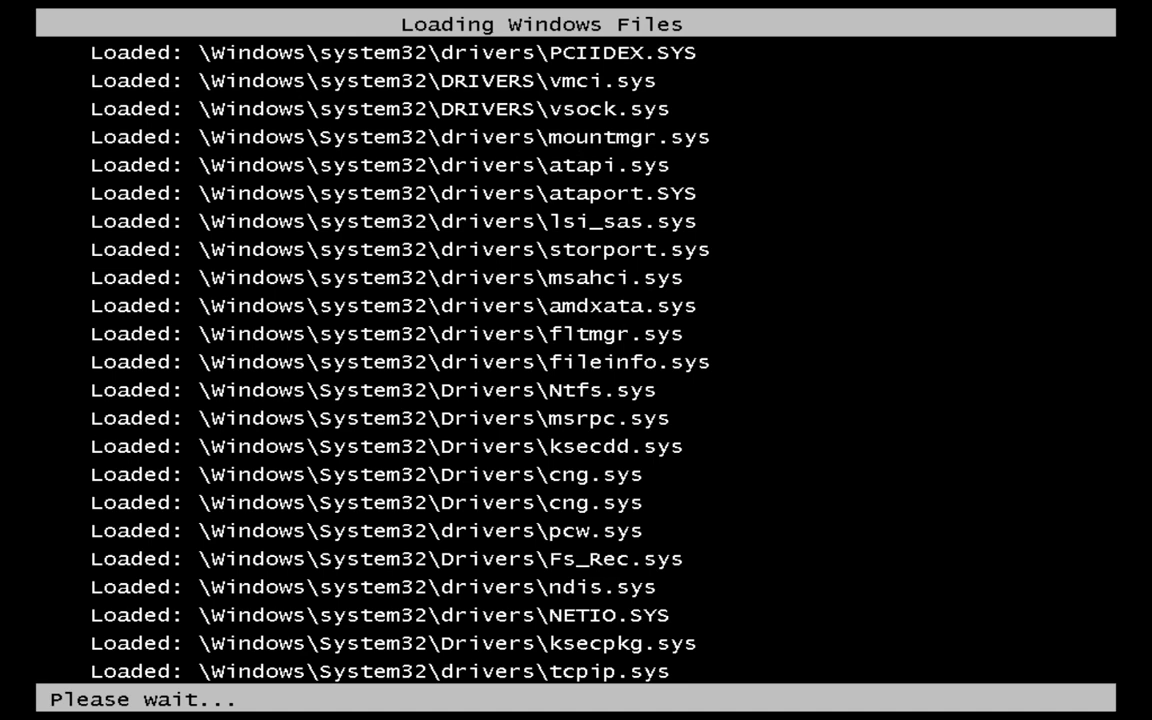 Loading Windows Files
Loaded: \Windows\system32\drivers\PCIIDEX.SYS
Loaded: \Windows\system32\DRIVERS\vmci.sys
Loaded: \Windows\system32\DRIVERS\vsock.sys
Loaded: \Windows\System32\drivers\mountmgr.sys
Loaded: \Windows\system32\drivers\atapi.sys
Loaded: \Windows\system32\drivers\ataport.SYS
Loaded: \Windows\system32\drivers\lsi_sas.sys
Loaded: \Windows\system32\drivers\storport.sys
Loaded: \Windows\system32\drivers\msahci.sys
Loaded: \Windows\system32\drivers\amdxata.sys
Loaded: \Windows\system32\drivers\fltmgr.sys
Loaded: \Windows\system32\drivers\fileinfo.sys
Loaded: \Windows\System32\Drivers\Ntfs.sys
Loaded: \Windows\System32\Drivers\msrpc.sys
Loaded: \Windows\System32\Drivers\ksecdd.sys
Loaded: \Windows\System32\Drivers\cng.sys
Loaded: \Windows\System32\Drivers\cng.sys
Loaded: \Windows\System32\drivers\pcw.sys
Loaded: \Windows\System32\Drivers\Fs_Rec.sys
Loaded: \Windows\system32\drivers\ndis.sys
Loaded: \Windows\system32\drivers\NETIO.SYS
Loaded: \Windows\System32\Drivers\ksecpkg.sys
Loaded: \Windows\System32\drivers\tcpip.sys
Please wait...